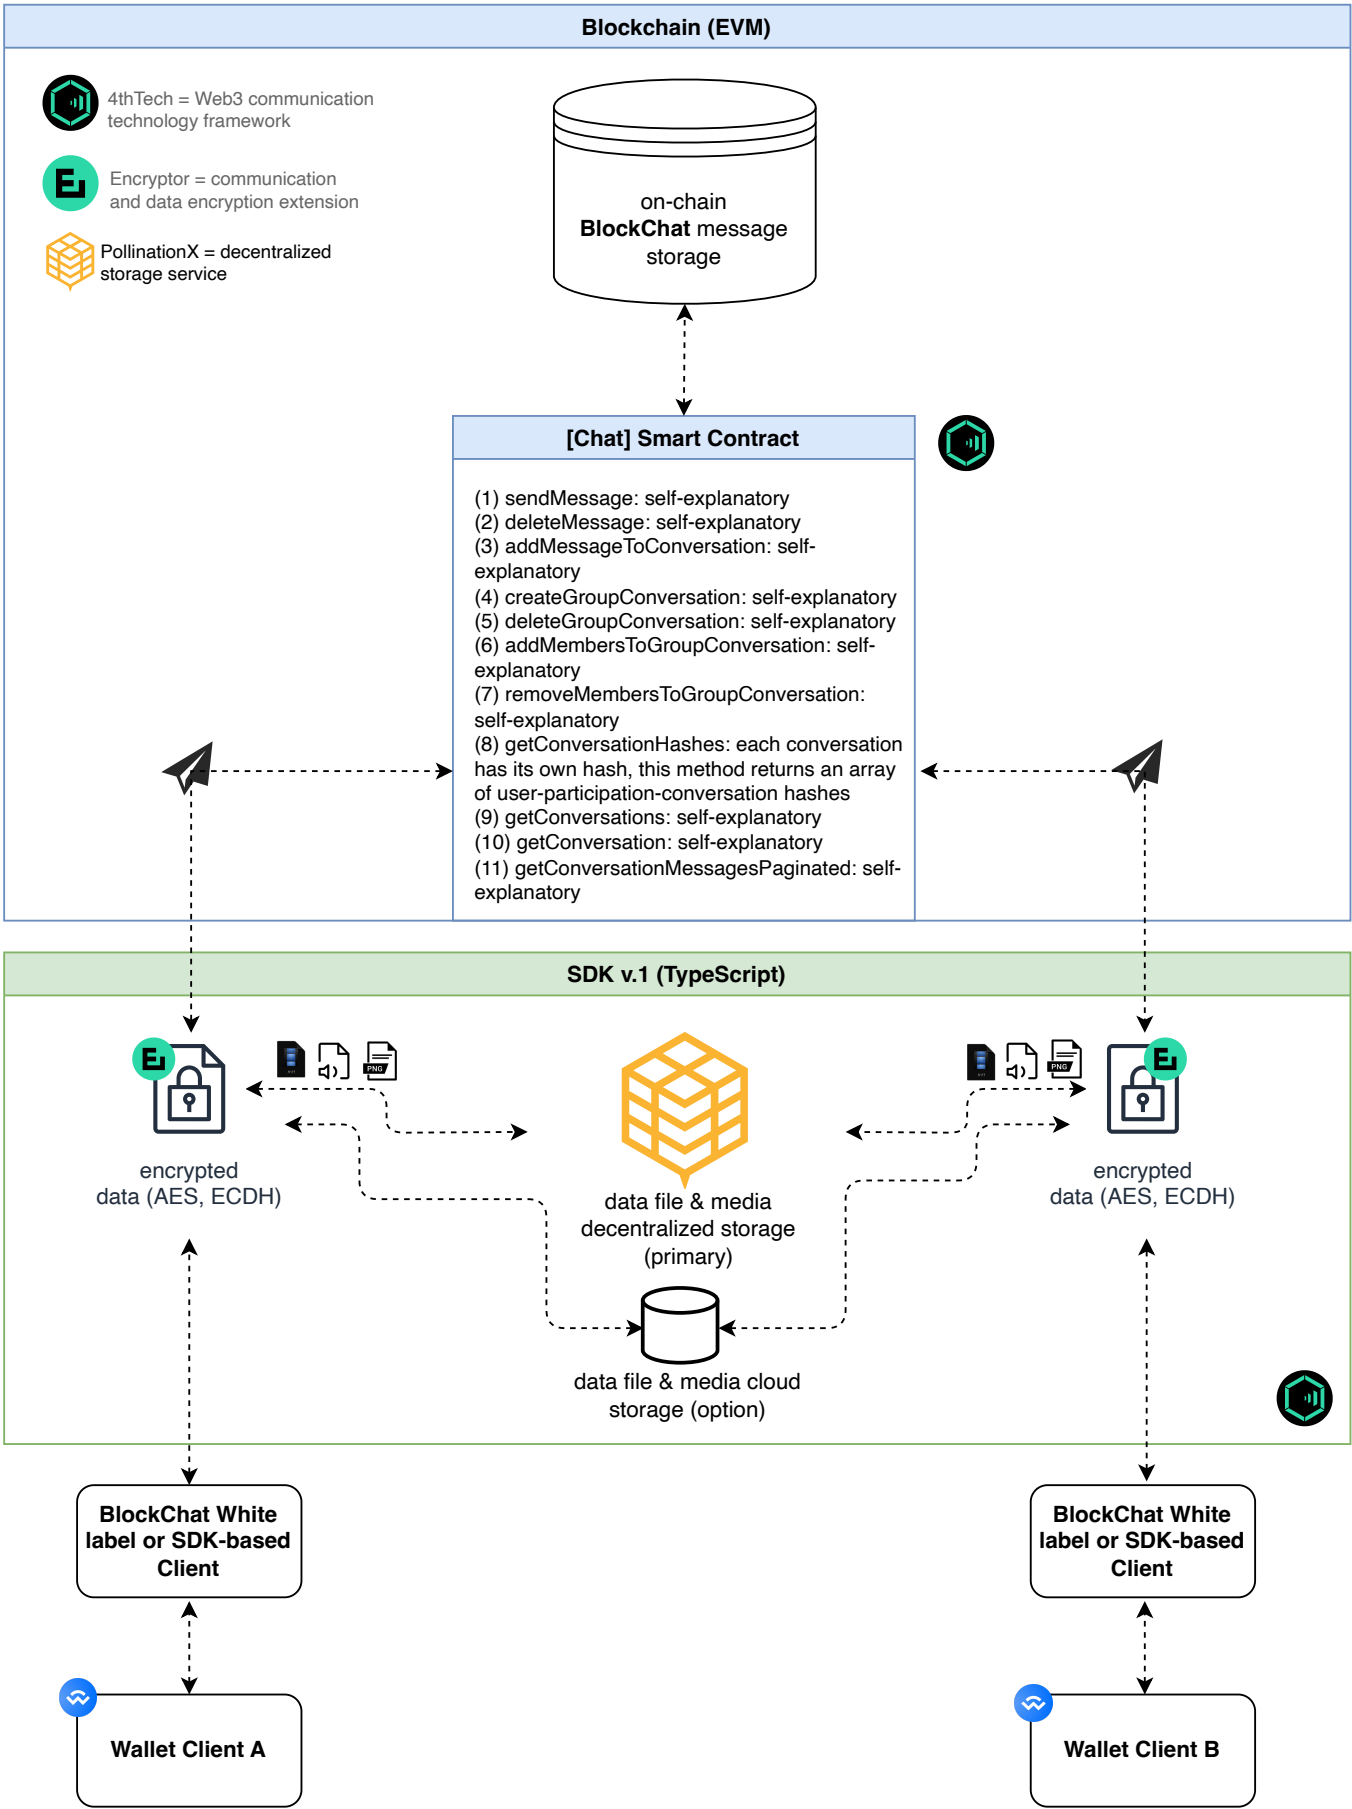 Blockchain (EVM)
4thTech = Web3 communication
technology framework
Encryptor = communication
and data encryption extension
PollinationX = decentralized
storage service
on-chain
BlockChat message
storage
[Chat] Smart Contract
(1) sendMessage: self-explanatory
(2) deleteMessage: self-explanatory
(3) addMessageToConversation: self-
explanatory
(4) createGroupConversation: self-explanatory
(5) deleteGroupConversation: self-explanatory
(6) addMembersToGroupConversation: self-
explanatory
(7) removeMembersToGroupConversation:
self-explanatory
(8) getConversationHashes: each conversation
has its own hash, this method returns an array
of user-participation-conversation hashes
(9) getConversations: self-explanatory
(10) getConversation: self-explanatory
(11) getConversationMessagesPaginated: self-
explanatory
SDK v.1 (TypeScript)
PNG
PNG
encrypted
data (AES, ECDH)
data file & media
decentralized storage
(primary)
encrypted
data (AES, ECDH)
data file & media cloud
storage (option)
BlockChat White
label or SDK-based
Client
BlockChat White
label or SDK-based
Client
Wallet Client A
Wallet Client B